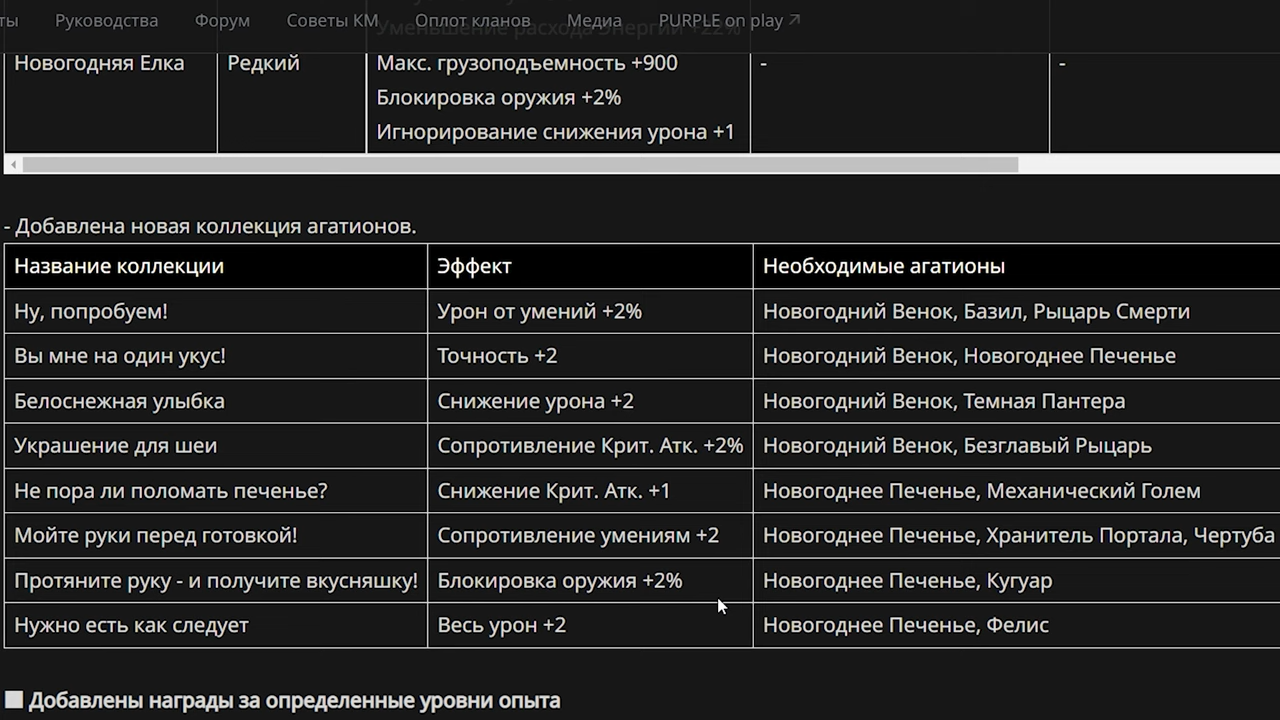 ты Руководства Форум Советы КМ Оплот кланов Медиа PURPLE on play ↗
Уменьшение расхода Энергии +22%
Новогодняя Елка Редкий Макс. грузоподъемность +900 - -
Блокировка оружия +2%
Игнорирование снижения урона +1
- Добавлена новая коллекция агатионов.
Название коллекции Эффект Необходимые агатионы
Ну, попробуем! Урон от умений +2% Новогодний Венок, Базил, Рыцарь Смерти
Вы мне на один укус! Точность +2 Новогодний Венок, Новогоднее Печенье
Белоснежная улыбка Снижение урона +2 Новогодний Венок, Темная Пантера
Украшение для шеи Сопротивление Крит. Атк. +2% Новогодний Венок, Безглавый Рыцарь
Не пора ли поломать печенье? Снижение Крит. Атк. +1 Новогоднее Печенье, Механический Голем
Мойте руки перед готовкой! Сопротивление умениям +2 Новогоднее Печенье, Хранитель Портала, Чертуба
Протяните руку - и получите вкусняшку! Блокировка оружия +2% Новогоднее Печенье, Кугуар
Нужно есть как следует Весь урон +2 Новогоднее Печенье, Фелис
■ Добавлены награды за определенные уровни опыта